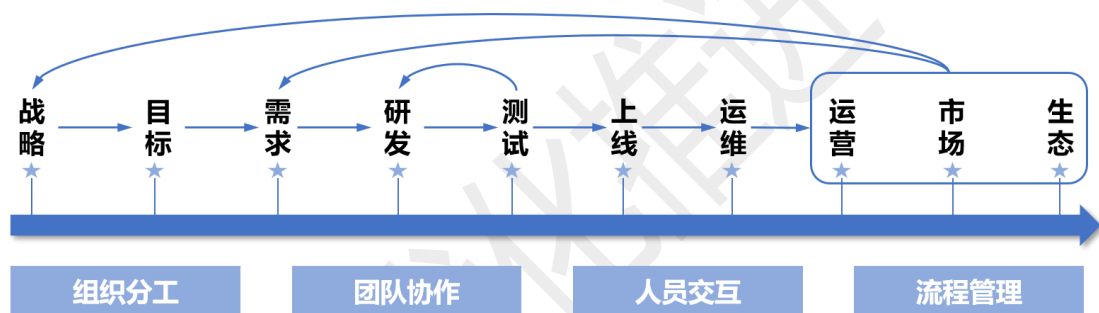 战略
目标
需求
研发
测试
上线
运维
运营
市场
生态
组织分工
团队协作
人员交互
流程管理